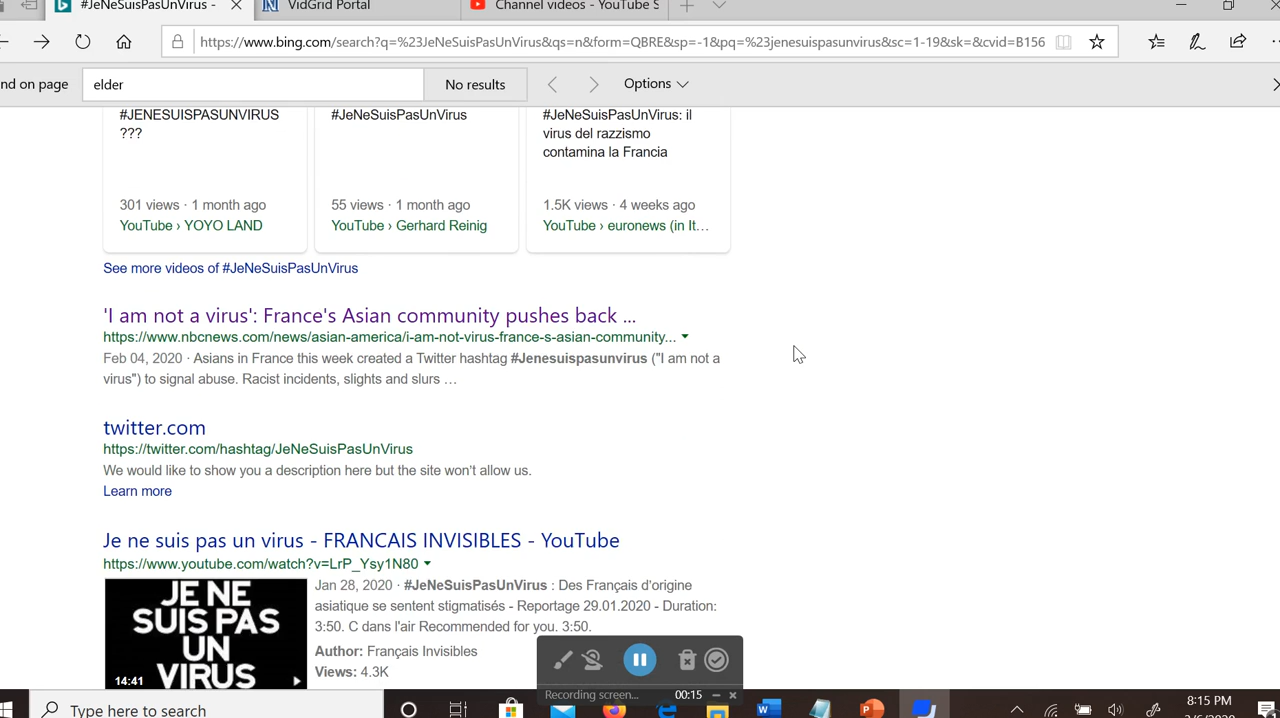 #JeNeSuisPasUnVirus -
VidGrid Portal
Channel videos - YouTube S
https://www.bing.com/search?q=%23JeNeSuisPasUnVirus&qs=n&form=QBRE&sp=-1&pq=%23jenesuispasunvirus&sc=1-19&sk=&cvid=B156
nd on page
elder
No results
Options
#JENESUISPASUNVIRUS
???
301 views · 1 month ago
YouTube › YOYO LAND
#JeNeSuisPasUnVirus
55 views · 1 month ago
YouTube › Gerhard Reinig
#JeNeSuisPasUnVirus: il
virus del razzismo
contamina la Francia
1.5K views · 4 weeks ago
YouTube › euronews (in It…
See more videos of #JeNeSuisPasUnVirus
'I am not a virus': France's Asian community pushes back ...
https://www.nbcnews.com/news/asian-america/i-am-not-virus-france-s-asian-community...
Feb 04, 2020 · Asians in France this week created a Twitter hashtag #Jenesuispasunvirus ("I am not a
virus") to signal abuse. Racist incidents, slights and slurs …
twitter.com
https://twitter.com/hashtag/JeNeSuisPasUnVirus
We would like to show you a description here but the site won't allow us.
Learn more
Je ne suis pas un virus - FRANCAIS INVISIBLES - YouTube
https://www.youtube.com/watch?v=LrP_Ysy1N80
JE NE
SUIS PAS
UN
VIRUS
14:41
Jan 28, 2020 · #JeNeSuisPasUnVirus : Des Français d'origine
asiatique se sentent stigmatisés - Reportage 29.01.2020 - Duration:
3:50. C dans l'air Recommended for you. 3:50.
Author: Français Invisibles
Views: 4.3K
Recording screen...
00:15
Type here to search
8:15 PM